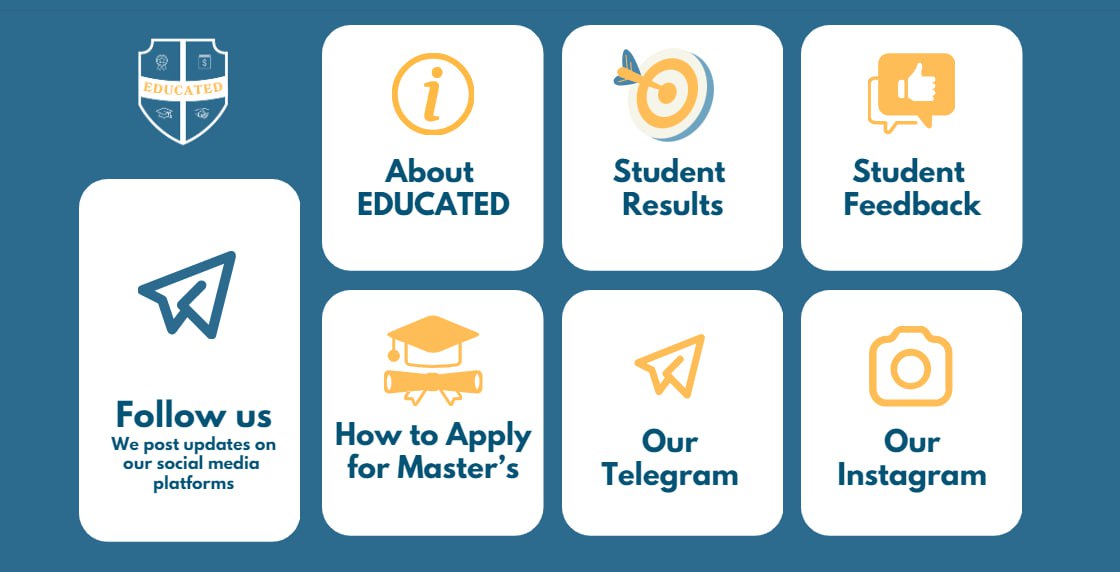 EDUCATED
Follow us
We post updates on
our social media
platforms
About
EDUCATED
Student
Results
Student
Feedback
How to Apply
for Master’s
Our
Telegram
Our
Instagram